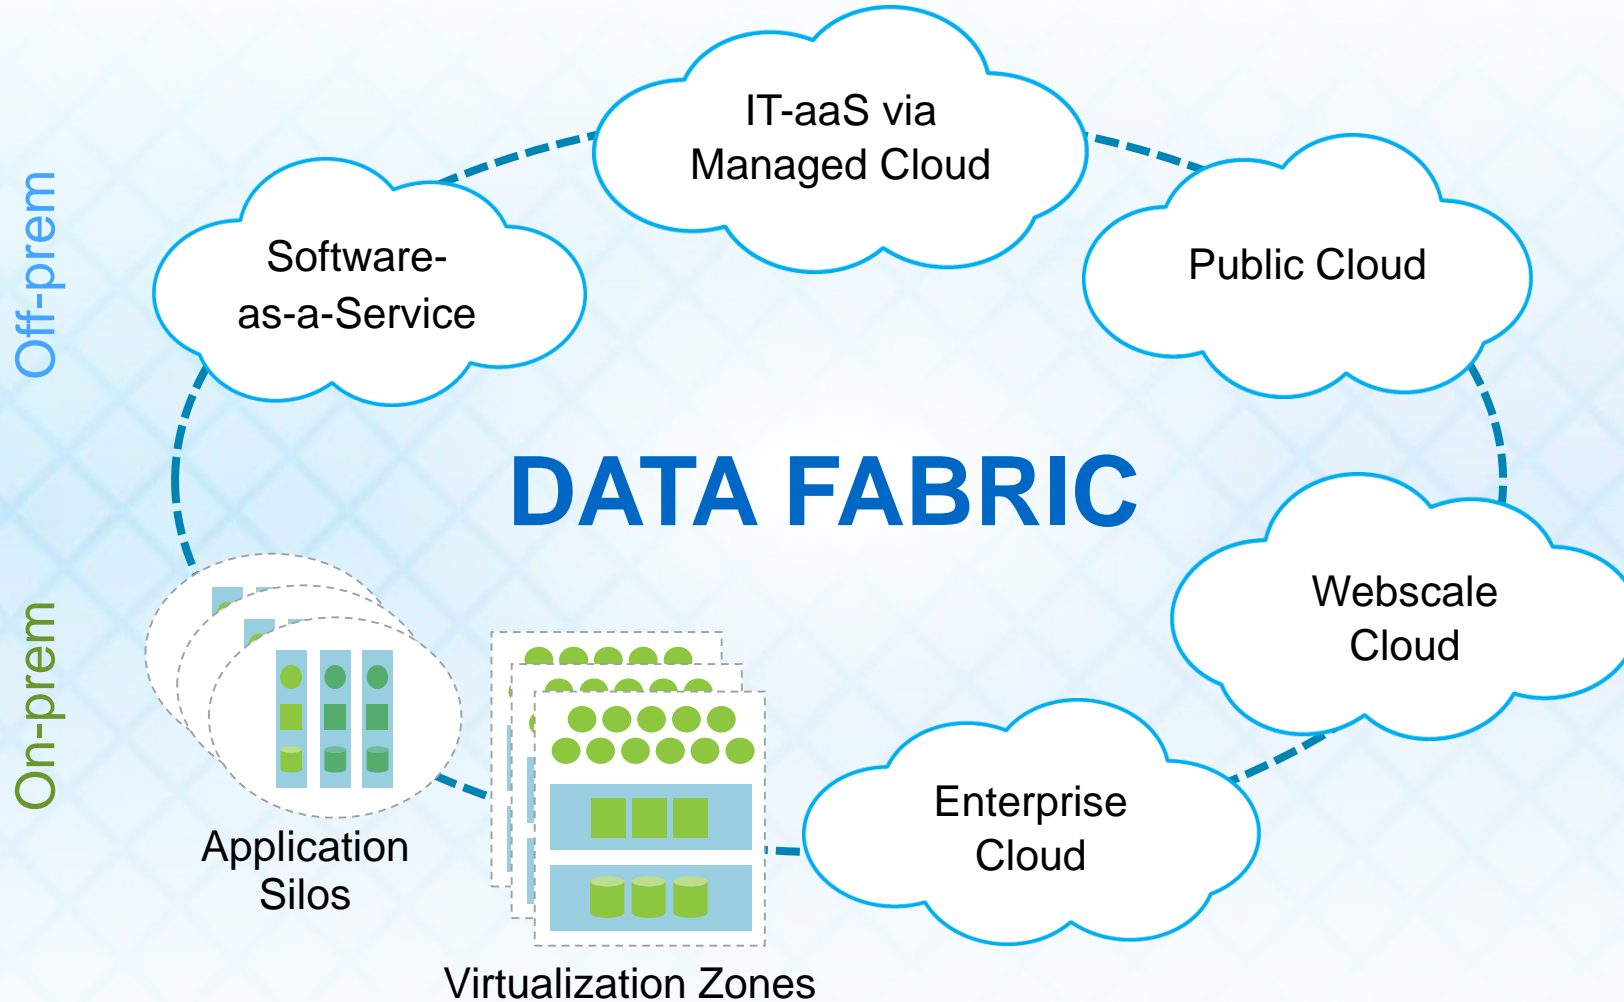 IT-aaS via
Managed Cloud
Software-
as-a-Service
Public Cloud
Off-prem
DATA FABRIC
Webscale
Cloud
On-prem
Enterprise
Cloud
Application
Silos
Virtualization Zones